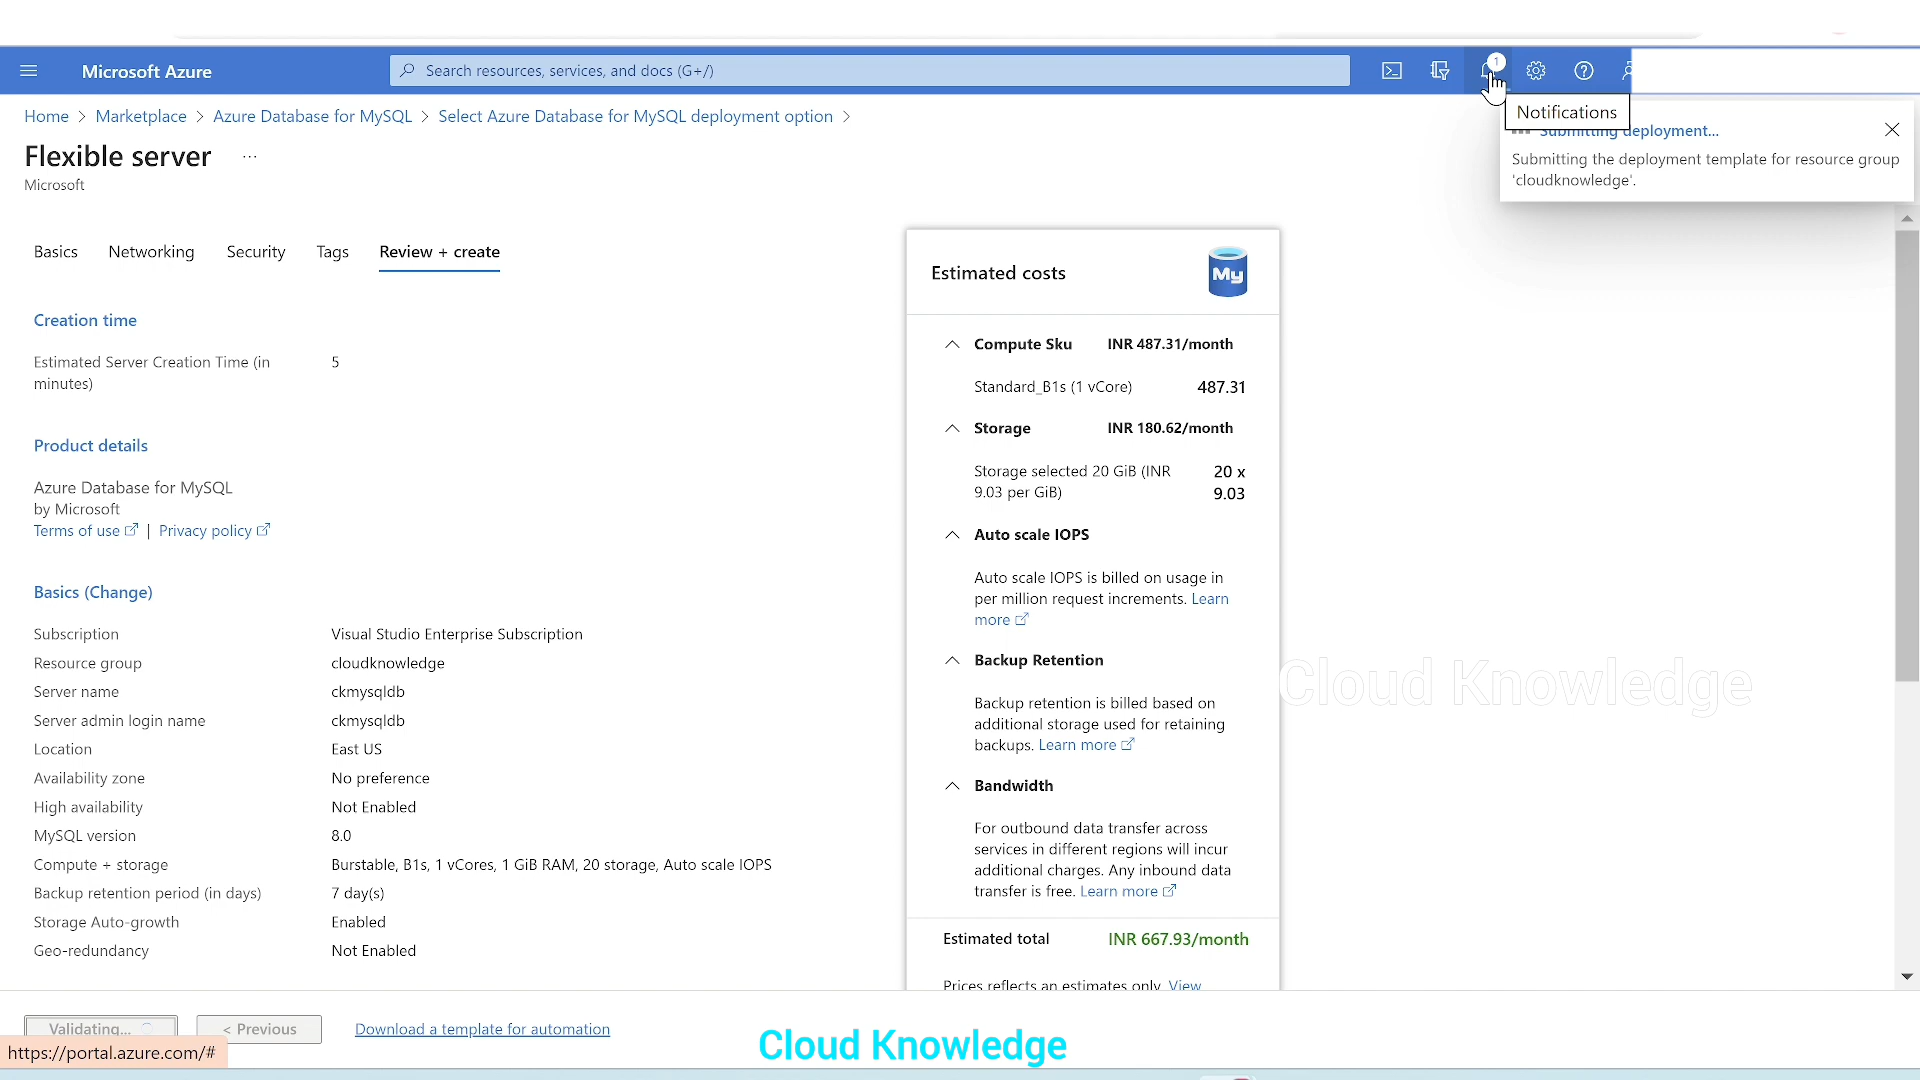 Microsoft Azure
Search resources, services, and docs (G+/)
1
Notifications
Home > Marketplace > Azure Database for MySQL > Select Azure Database for MySQL deployment option >
Submitting deployment...
Submitting the deployment template for resource group
'cloudknowledge'.
Flexible server ...
Microsoft
Basics Networking Security Tags Review + create
Creation time
Estimated Server Creation Time (in
minutes)
5
Product details
Azure Database for MySQL
by Microsoft
Terms of use | Privacy policy
Basics (Change)
Subscription Visual Studio Enterprise Subscription
Resource group cloudknowledge
Server name ckmysqldb
Server admin login name ckmysqldb
Location East US
Availability zone No preference
High availability Not Enabled
MySQL version 8.0
Compute + storage Burstable, B1s, 1 vCores, 1 GiB RAM, 20 storage, Auto scale IOPS
Backup retention period (in days) 7 day(s)
Storage Auto-growth Enabled
Geo-redundancy Not Enabled
Estimated costs
My
Compute Sku INR 487.31/month
Standard_B1s (1 vCore) 487.31
Storage INR 180.62/month
Storage selected 20 GiB (INR
9.03 per GiB)
20 x
9.03
Auto scale IOPS
Auto scale IOPS is billed on usage in
per million request increments. Learn
more
Backup Retention
Backup retention is billed based on
additional storage used for retaining
backups. Learn more
Bandwidth
For outbound data transfer across
services in different regions will incur
additional charges. Any inbound data
transfer is free. Learn more
Estimated total INR 667.93/month
Prices reflect an estimates only. View
Cloud Knowledge
Validating... < Previous Download a template for automation
https://portal.azure.com/#
Cloud Knowledge